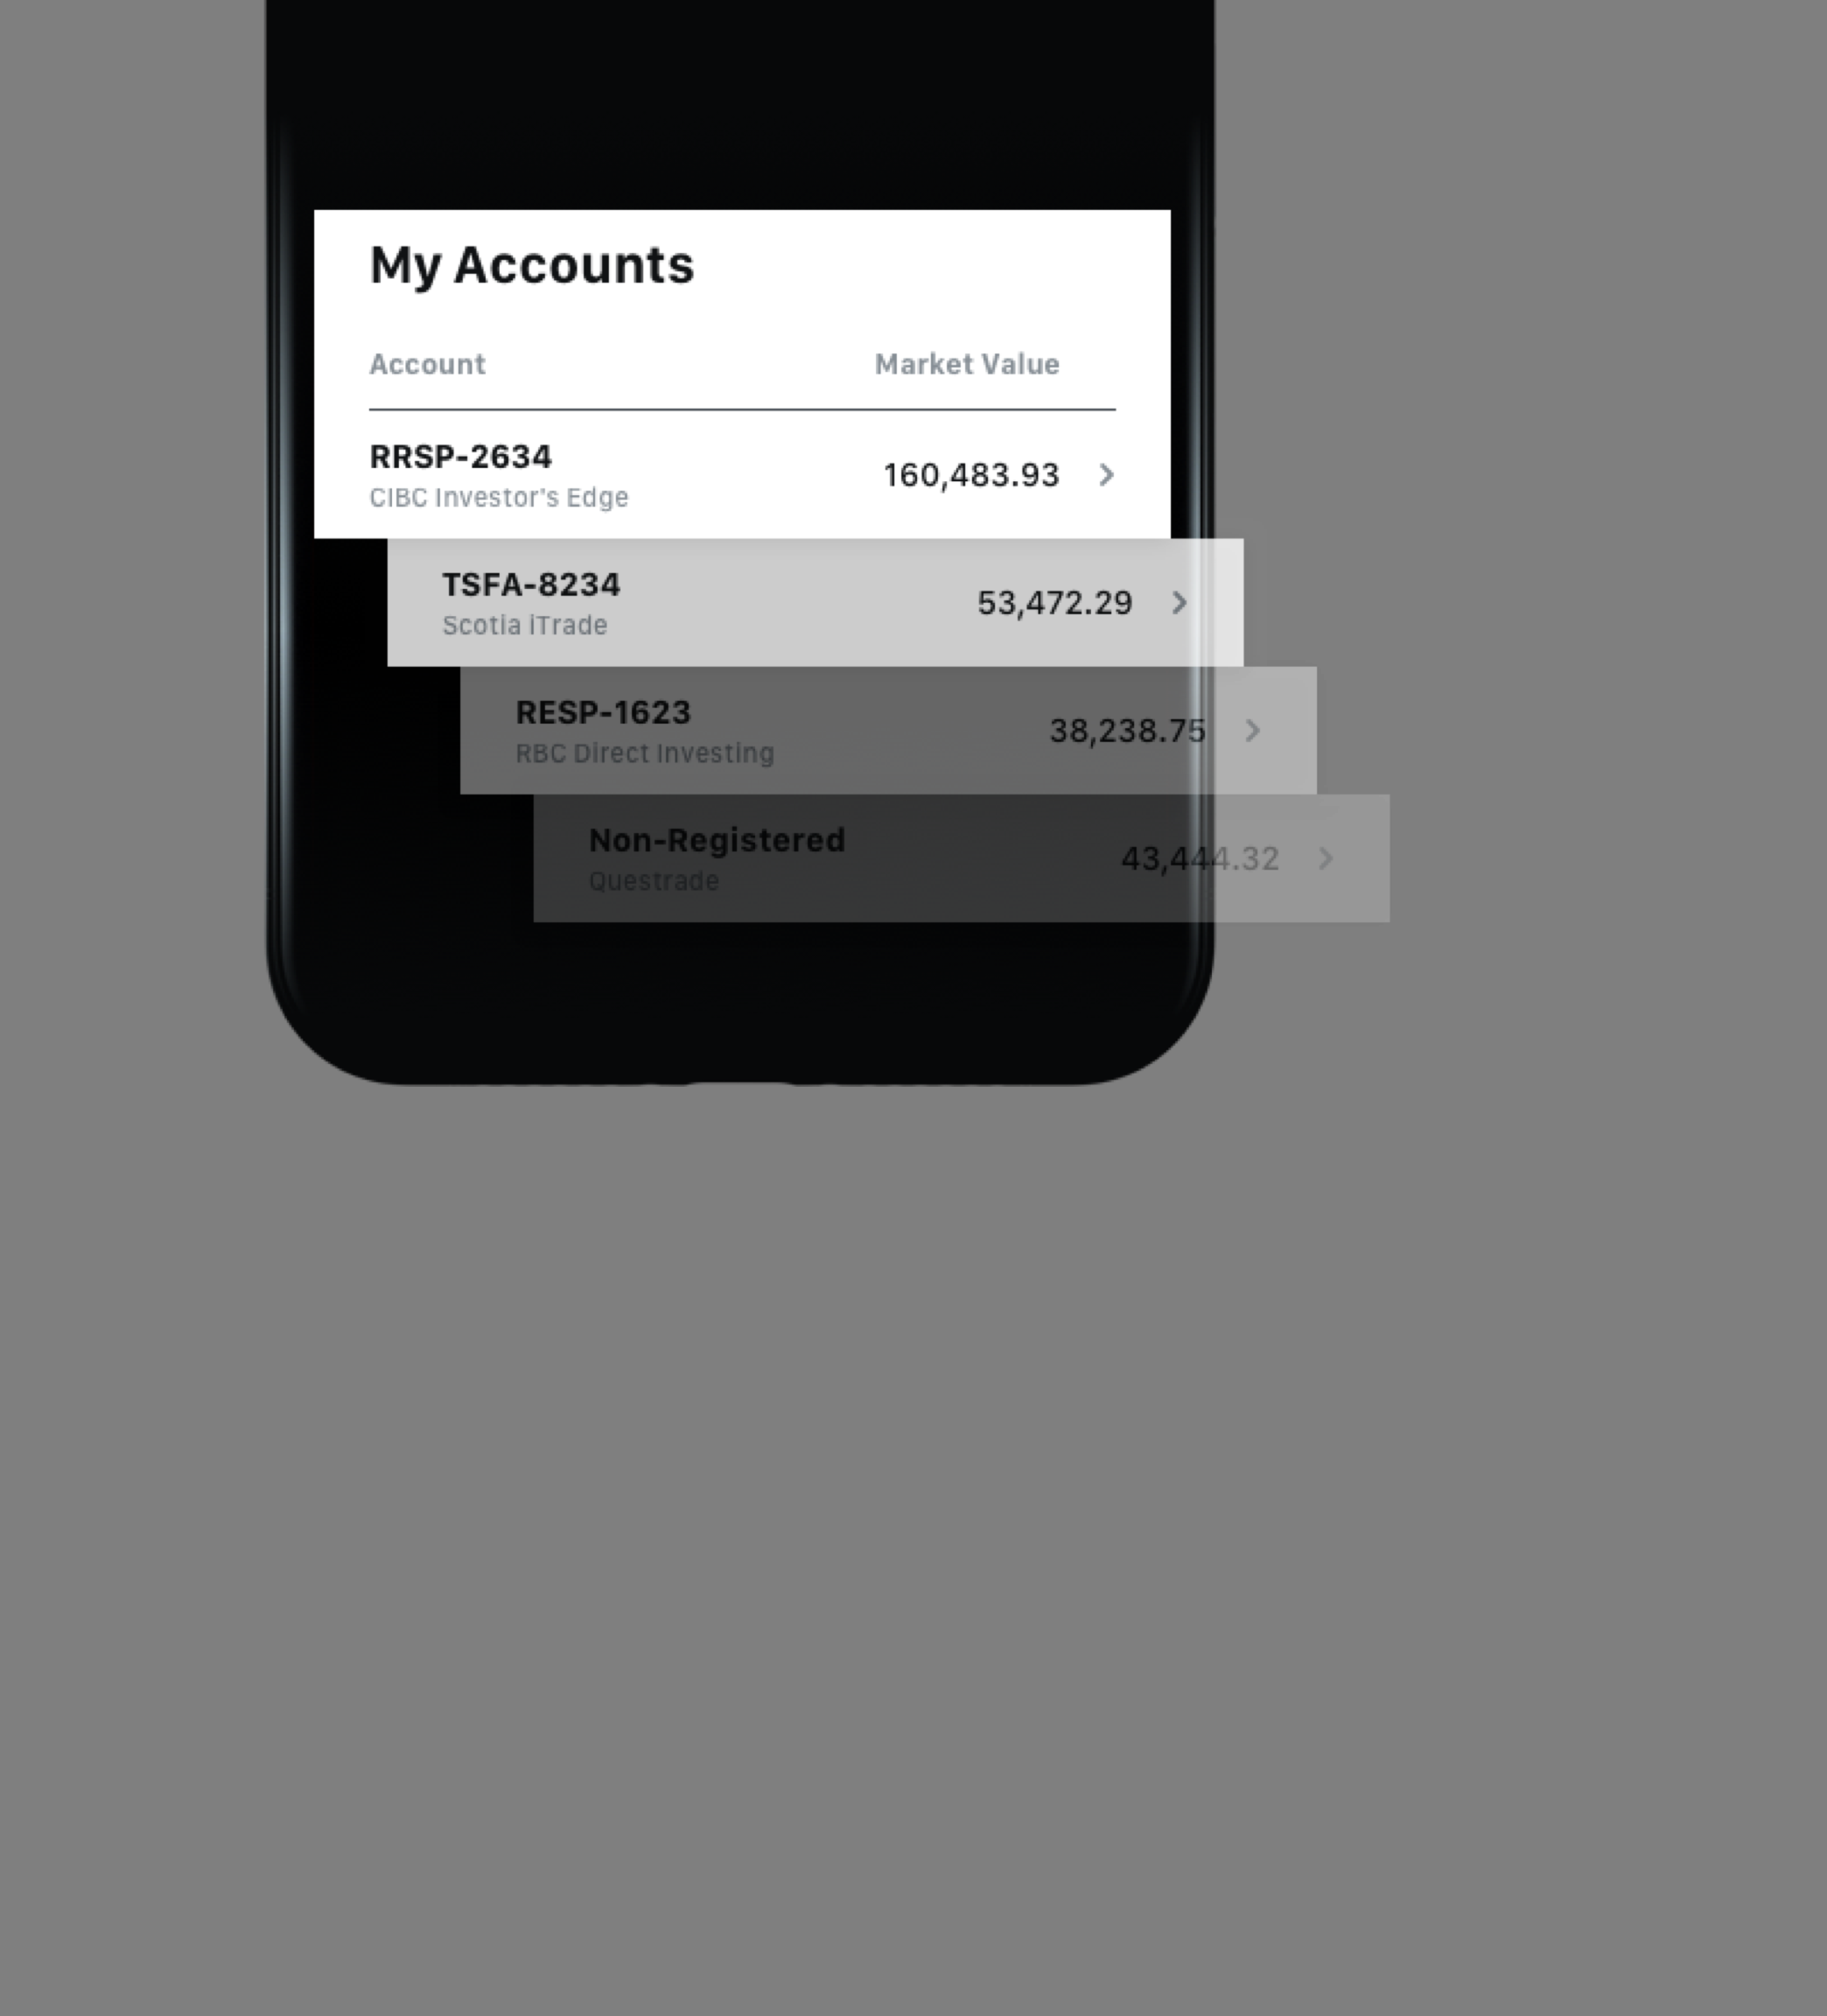 My Accounts
Account Market Value
RRSP-2634
CIBC Investor's Edge
160,483.93
TSFA-8234
Scotia iTrade
53,472.29
RESP-1623
RBC Direct Investing
38,238.75
Non-Registered
Questrade
43,444.32